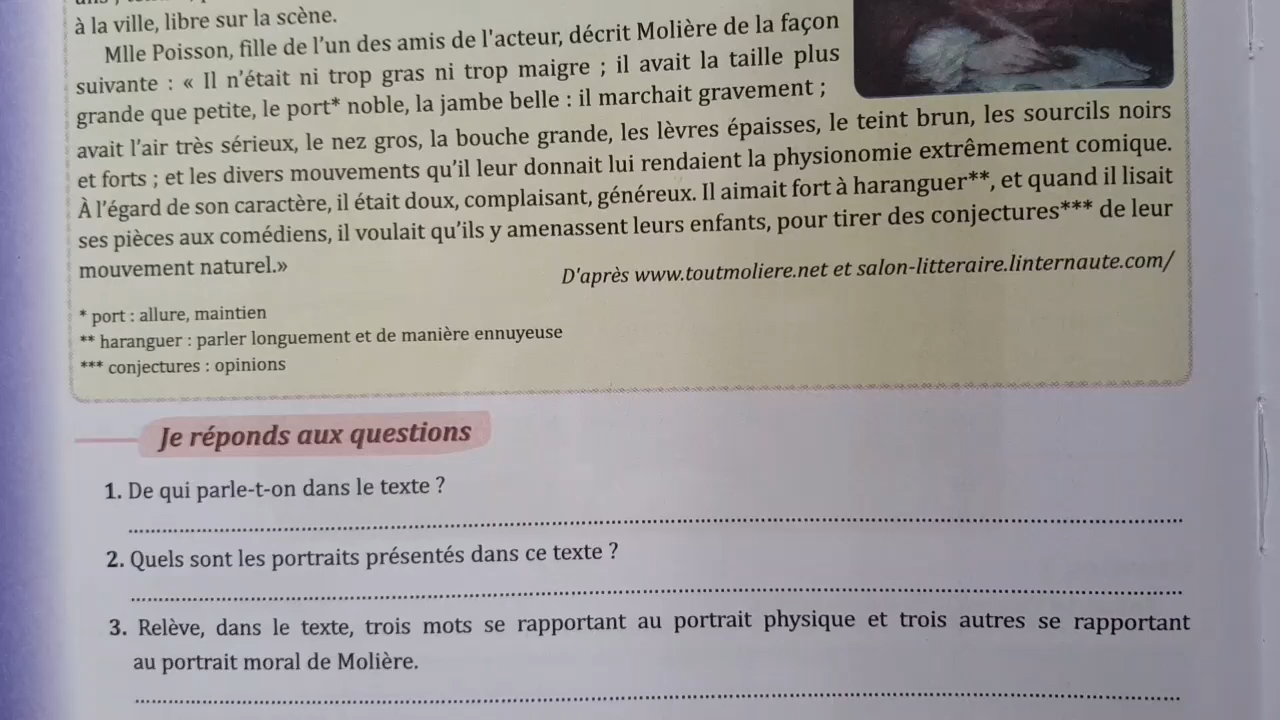 à la ville, libre sur la scène.
Mlle Poisson, fille de l'un des amis de l'acteur, décrit Molière de la façon
suivante : « Il n'était ni trop gras ni trop maigre ; il avait la taille plus
grande que petite, le port* noble, la jambe belle : il marchait gravement ;
avait l'air très sérieux, le nez gros, la bouche grande, les lèvres épaisses, le teint brun, les sourcils noirs
et forts ; et les divers mouvements qu'il leur donnait lui rendaient la physionomie extrêmement comique.
À l'égard de son caractère, il était doux, complaisant, généreux. Il aimait fort à haranguer**, et quand il lisait
ses pièces aux comédiens, il voulait qu'ils y amenassent leurs enfants, pour tirer des conjectures*** de leur
mouvement naturel.»
D'après www.toutmoliere.net et salon-litteraire.linternaute.com/
* port : allure, maintien
** haranguer : parler longuement et de manière ennuyeuse
*** conjectures : opinions
Je réponds aux questions
1. De qui parle-t-on dans le texte ?
2. Quels sont les portraits présentés dans ce texte ?
3. Relève, dans le texte, trois mots se rapportant au portrait physique et trois autres se rapportant
au portrait moral de Molière.